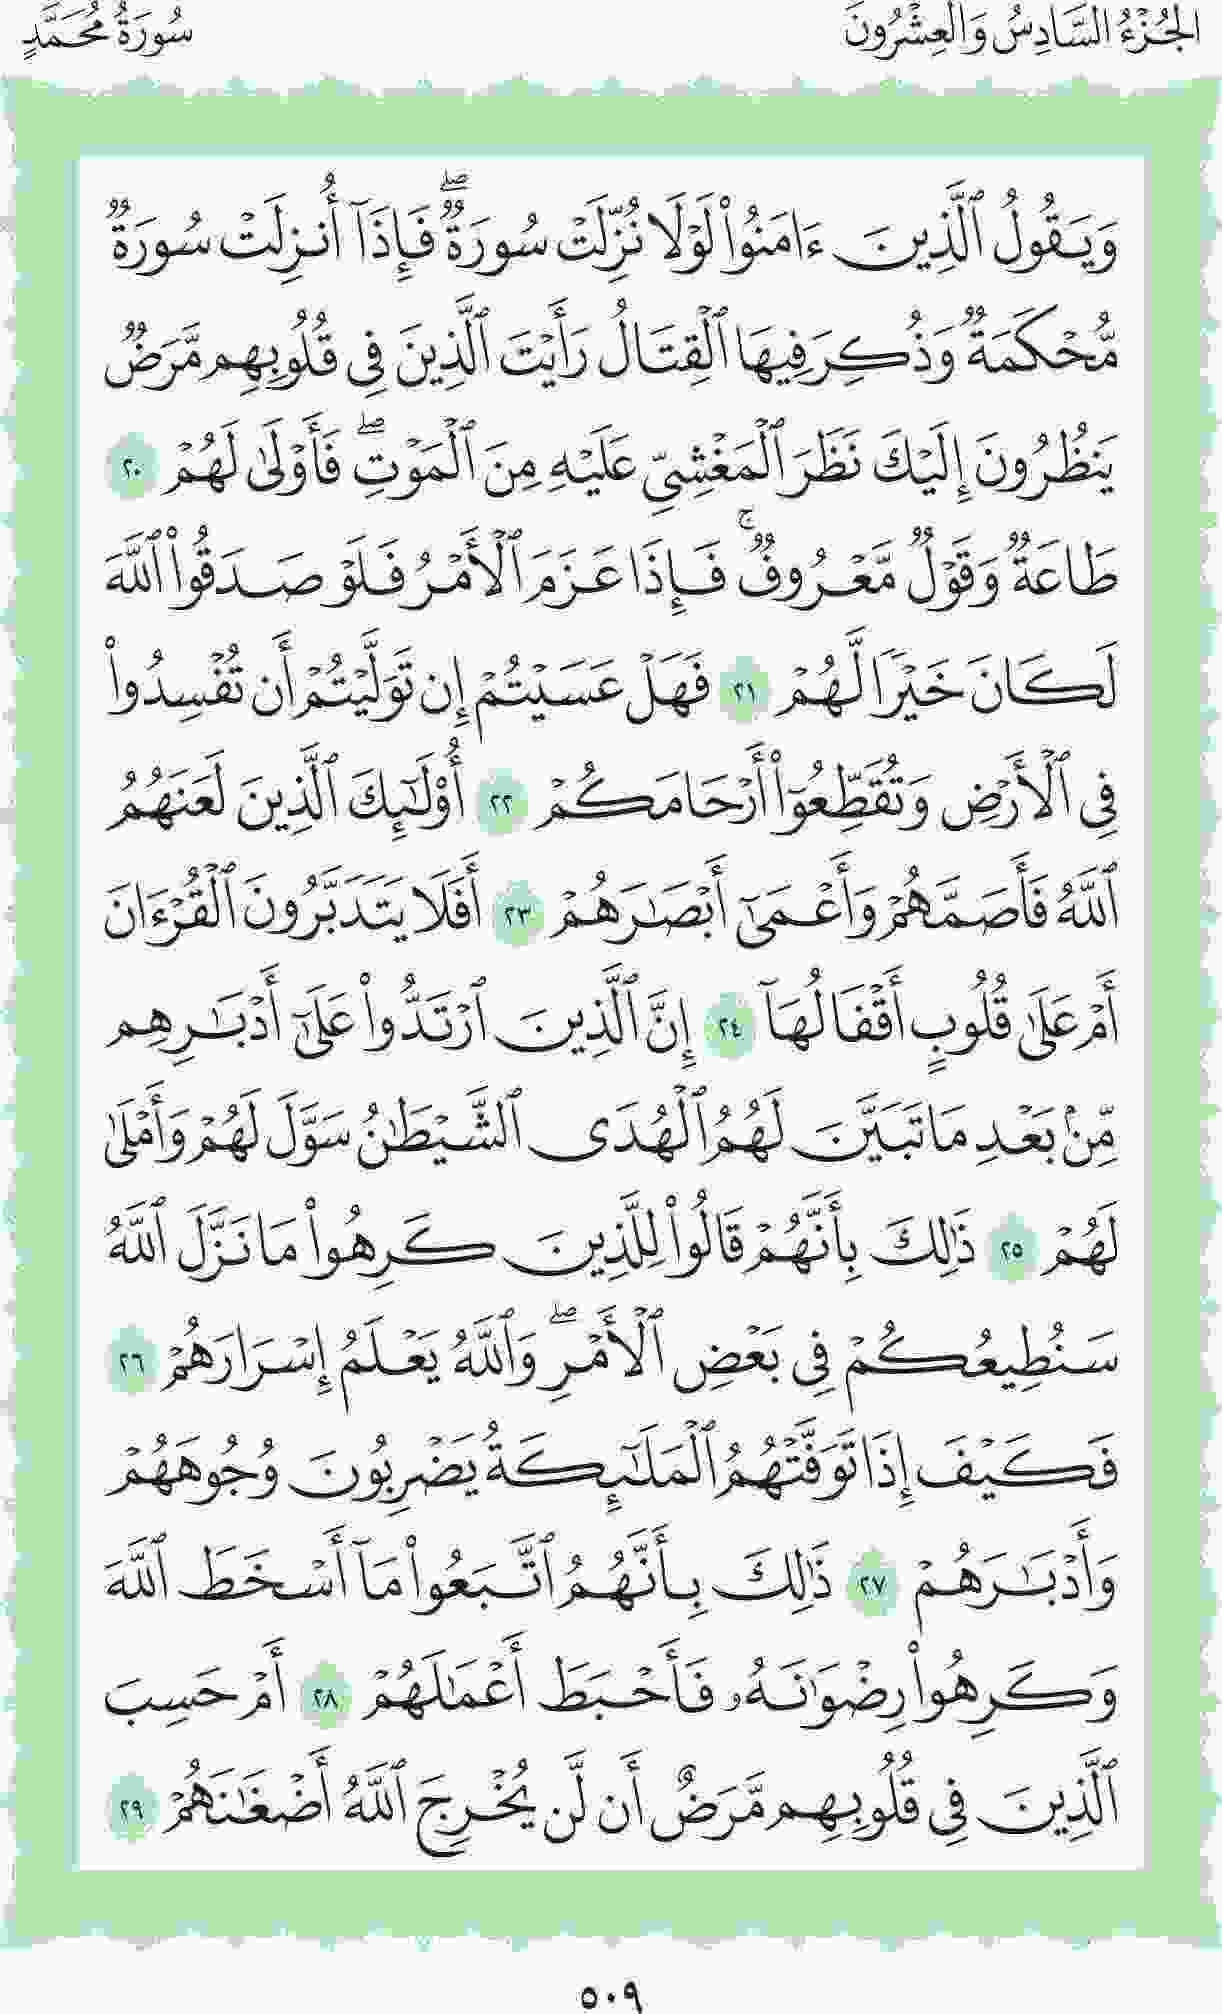 الجُزْءُ السَّادِسُ وَالْعِشْرُونَ
سُورَةُ مُحَمَّدٍ
وَيَقُولُ ٱلَّذِينَ ءَامَنُوا۟ لَوْلَا نُزِّلَتْ سُورَةٌۖ فَإِذَآ أُنزِلَتْ سُورَةٌ
مُّحْكَمَةٌ وَذُكِرَ فِيهَا ٱلْقِتَالُ رَأَيْتَ ٱلَّذِينَ فِى قُلُوبِهِم مَّرَضٌ
يَنظُرُونَ إِلَيْكَ نَظَرَ ٱلْمَغْشِىِّ عَلَيْهِ مِنَ ٱلْمَوْتِۖ فَأَوْلَىٰ لَهُمْ ٢٠
طَاعَةٌ وَقَوْلٌ مَّعْرُوفٌۚ فَإِذَا عَزَمَ ٱلْأَمْرُ فَلَوْ صَدَقُوا۟ ٱللَّهَ
لَكَانَ خَيْرًا لَّهُمْ ٢١ فَهَلْ عَسَيْتُمْ إِن تَوَلَّيْتُمْ أَن تُفْسِدُوا۟
فِى ٱلْأَرْضِ وَتُقَطِّعُوٓا۟ أَرْحَامَكُمْ ٢٢ أُو۟لَٰٓئِكَ ٱلَّذِينَ لَعَنَهُمُ
ٱللَّهُ فَأَصَمَّهُمْ وَأَعْمَىٰٓ أَبْصَٰرَهُمْ ٢٣ أَفَلَا يَتَدَبَّرُونَ ٱلْقُرْءَانَ
أَمْ عَلَىٰ قُلُوبٍ أَقْفَالُهَآ ٢٤ إِنَّ ٱلَّذِينَ ٱرْتَدُّوا۟ عَلَىٰٓ أَدْبَٰرِهِم
مِّنۢ بَعْدِ مَا تَبَيَّنَ لَهُمُ ٱلْهُدَى ٱلشَّيْطَٰنُ سَوَّلَ لَهُمْ وَأَمْلَىٰ
لَهُمْ ٢٥ ذَٰلِكَ بِأَنَّهُمْ قَالُوا۟ لِلَّذِينَ كَرِهُوا۟ مَا نَزَّلَ ٱللَّهُ
سَنُطِيعُكُمْ فِى بَعْضِ ٱلْأَمْرِۖ وَٱللَّهُ يَعْلَمُ إِسْرَارَهُمْ ٢٦
فَكَيْفَ إِذَا تَوَفَّتْهُمُ ٱلْمَلَٰٓئِكَةُ يَضْرِبُونَ وُجُوهَهُمْ
وَأَدْبَٰرَهُمْ ٢٧ ذَٰلِكَ بِأَنَّهُمُ ٱتَّبَعُوا۟ مَآ أَسْخَطَ ٱللَّهَ
وَكَرِهُوا۟ رِضْوَٰنَهُۥ فَأَحْبَطَ أَعْمَٰلَهُمْ ٢٨ أَمْ حَسِبَ
ٱلَّذِينَ فِى قُلُوبِهِم مَّرَضٌ أَن لَّن يُخْرِجَ ٱللَّهُ أَضْغَٰنَهُمْ ٢٩
٥٠٩